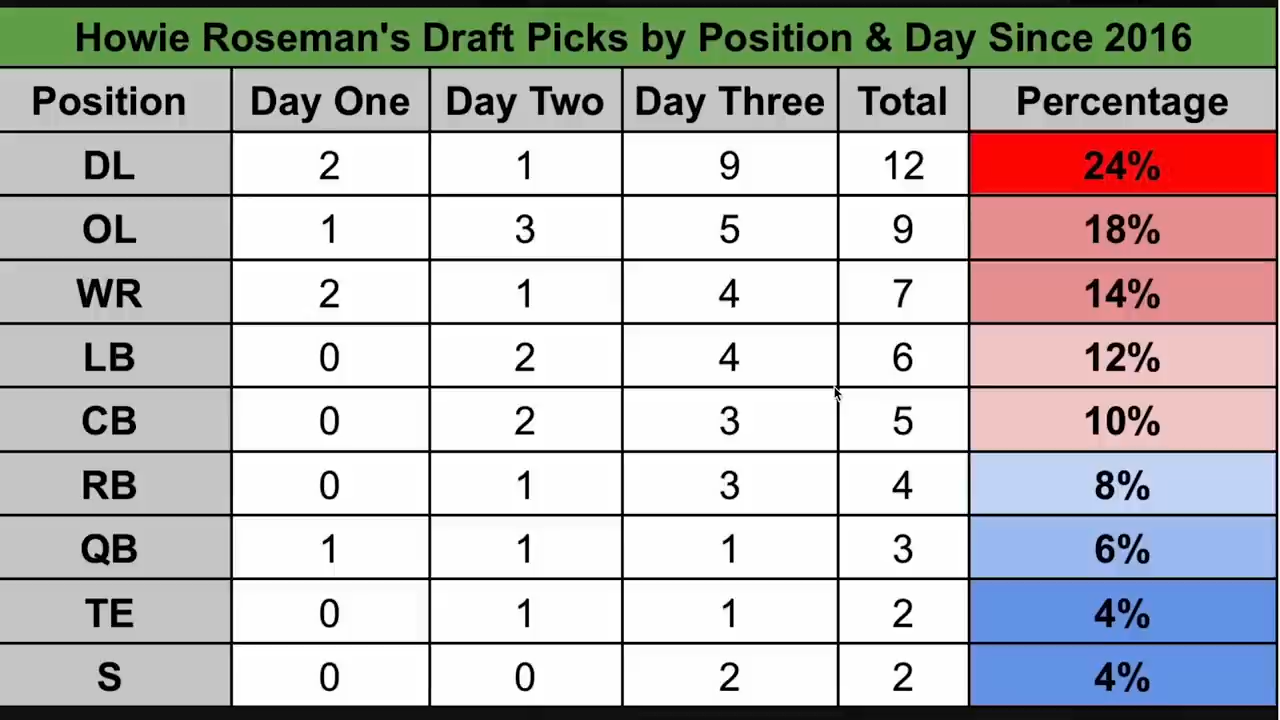 Howie Roseman's Draft Picks by Position & Day Since 2016
Position Day One Day Two Day Three Total Percentage
DL 2 1 9 12 24%
OL 1 3 5 9 18%
WR 2 1 4 7 14%
LB 0 2 4 6 12%
CB 0 2 3 5 10%
RB 0 1 3 4 8%
QB 1 1 1 3 6%
TE 0 1 1 2 4%
S 0 0 2 2 4%